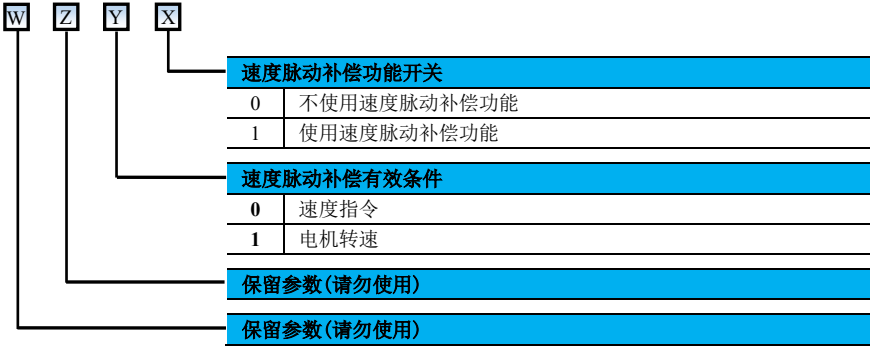 W Z Y X
速度脉动补偿功能开关
0 不使用速度脉动补偿功能
1 使用速度脉动补偿功能
速度脉动补偿有效条件
0 速度指令
1 电机转速
保留参数(请勿使用)
保留参数(请勿使用)